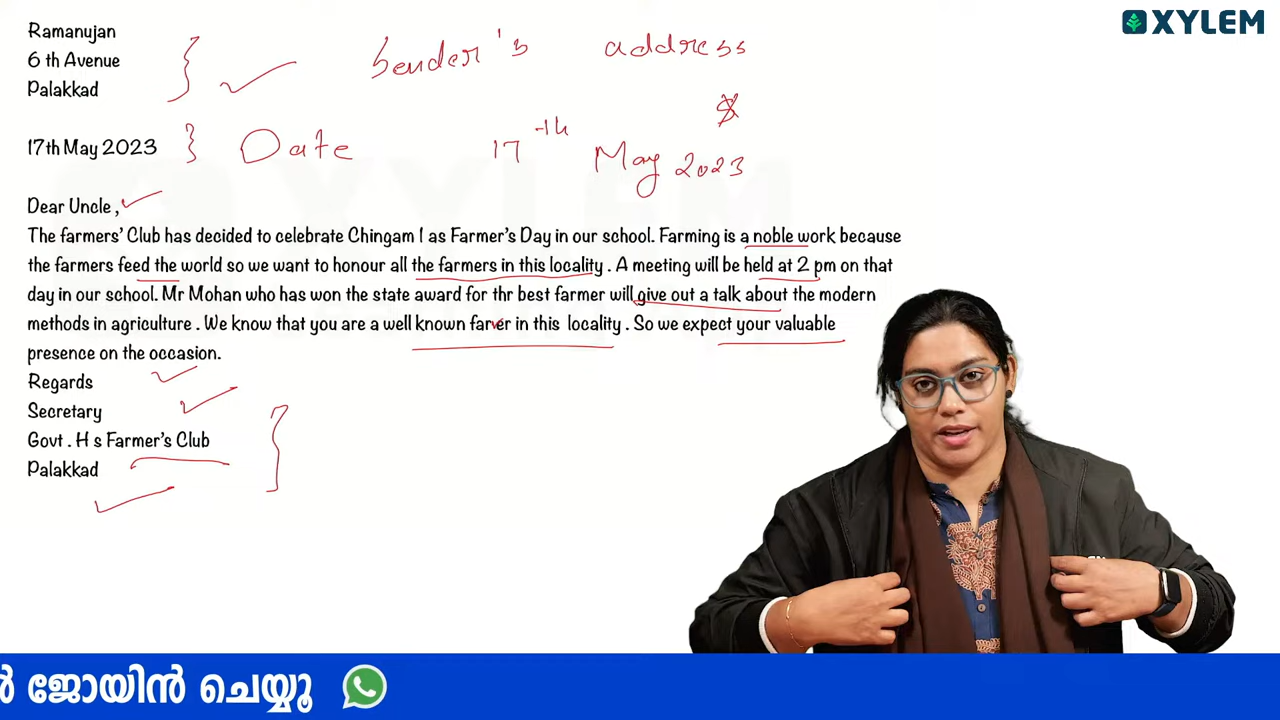 XYLEM
Ramanujan
6 th Avenue
Palakkad
Sender's address
17th May 2023
Date
17th May 2023
Dear Uncle ,
The farmers' Club has decided to celebrate Chingam 1 as Farmer's Day in our school. Farming is a noble work because
the farmers feed the world so we want to honour all the farmers in this locality . A meeting will be held at 2 pm on that
day in our school. Mr Mohan who has won the state award for thr best farmer will give out a talk about the modern
methods in agriculture . We know that you are a well known farver in this locality . So we expect your valuable
presence on the occasion.
Regards
Secretary
Govt . H s Farmer's Club
Palakkad
ൽ ജോയിൻ ചെയ്യൂ